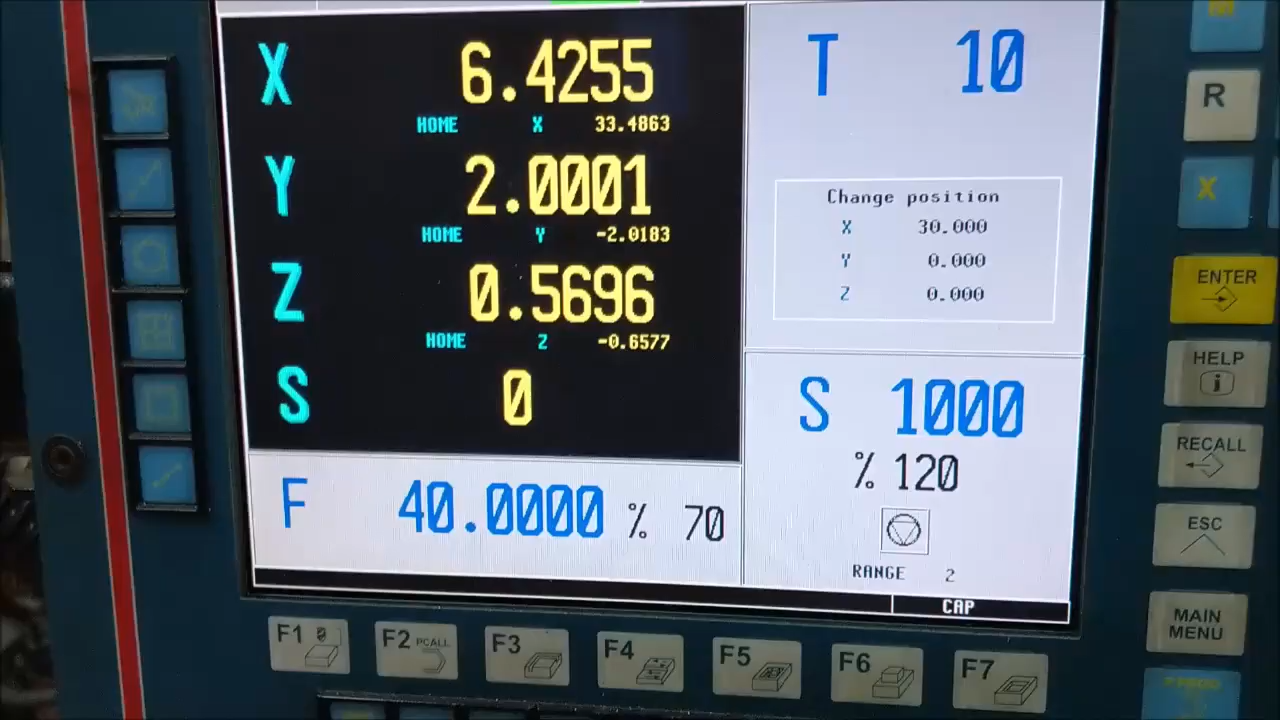 X 6.4255
HOME X 33.4863
Y 2.0001
HOME Y -2.0183
Z 0.5696
HOME Z -0.6577
S 0
F 40.0000 % 70
T 10
Change position
X 30.000
Y 0.000
Z 0.000
S 1000
% 120
RANGE 2
CAP
F1
F2 PCALL
F3
F4
F5
F6
F7
R
X
ENTER
HELP
i
RECALL
ESC
MAIN
MENU